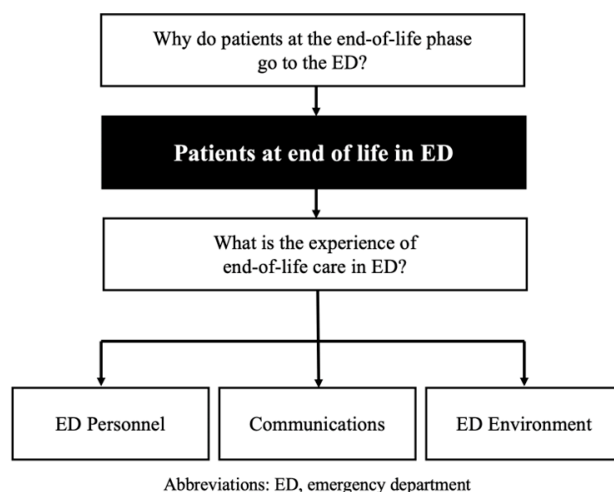 Why do patients at the end-of-life phase
go to the ED?
Patients at end of life in ED
What is the experience of
end-of-life care in ED?
ED Personnel
Communications
ED Environment
Abbreviations: ED, emergency department